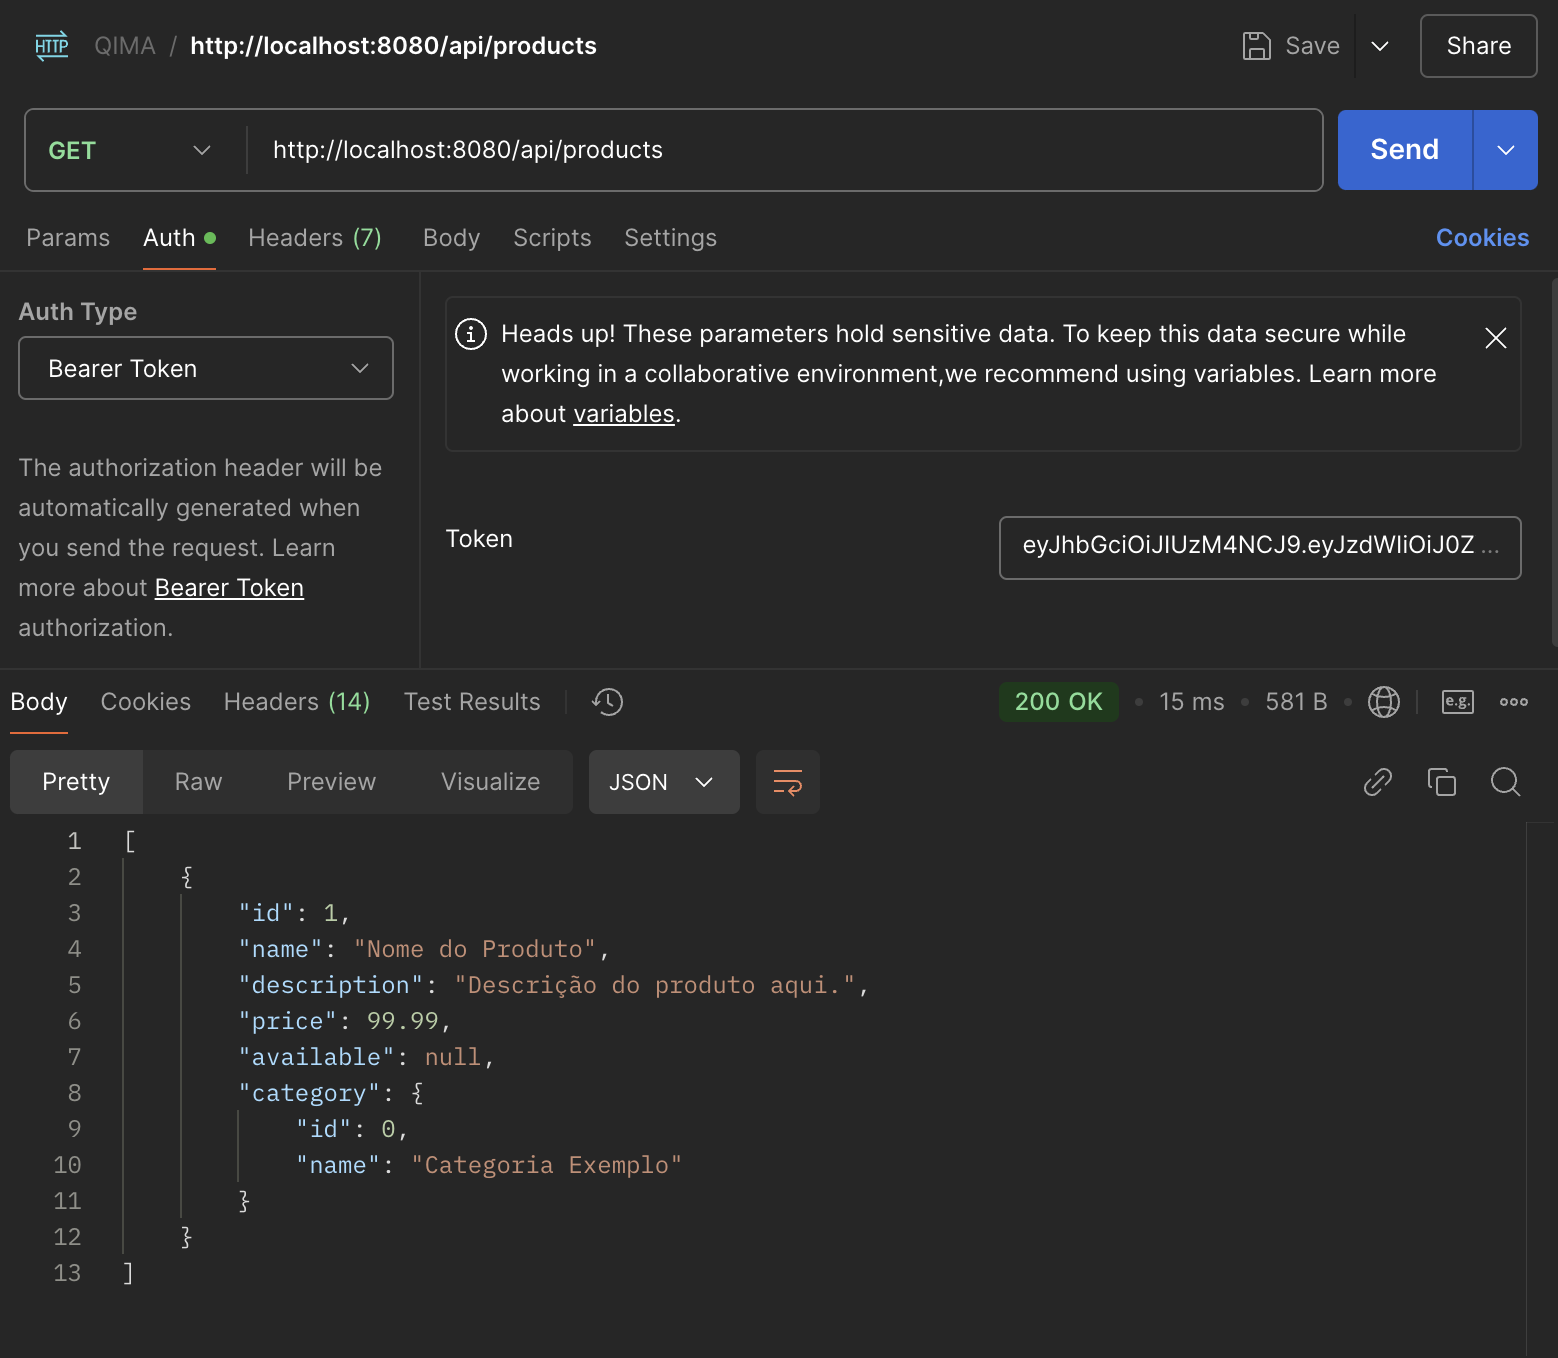 HTTP QIMA / http://localhost:8080/api/products Save Share
GET http://localhost:8080/api/products Send
Params Auth Headers (7) Body Scripts Settings Cookies
Auth Type
Bearer Token
The authorization header will be
automatically generated when
you send the request. Learn
more about Bearer Token
authorization.
Heads up! These parameters hold sensitive data. To keep this data secure while
working in a collaborative environment,we recommend using variables. Learn more
about variables.
Token eyJhbGciOiJIUzM4NCJ9.eyJzdWIiOiJ0Z ...
Body Cookies Headers (14) Test Results 200 OK 15 ms 581 B e.g.
Pretty Raw Preview Visualize JSON
1 [
2 {
3 "id": 1,
4 "name": "Nome do Produto",
5 "description": "Descrição do produto aqui.",
6 "price": 99.99,
7 "available": null,
8 "category": {
9 "id": 0,
10 "name": "Categoria Exemplo"
11 }
12 }
13 ]